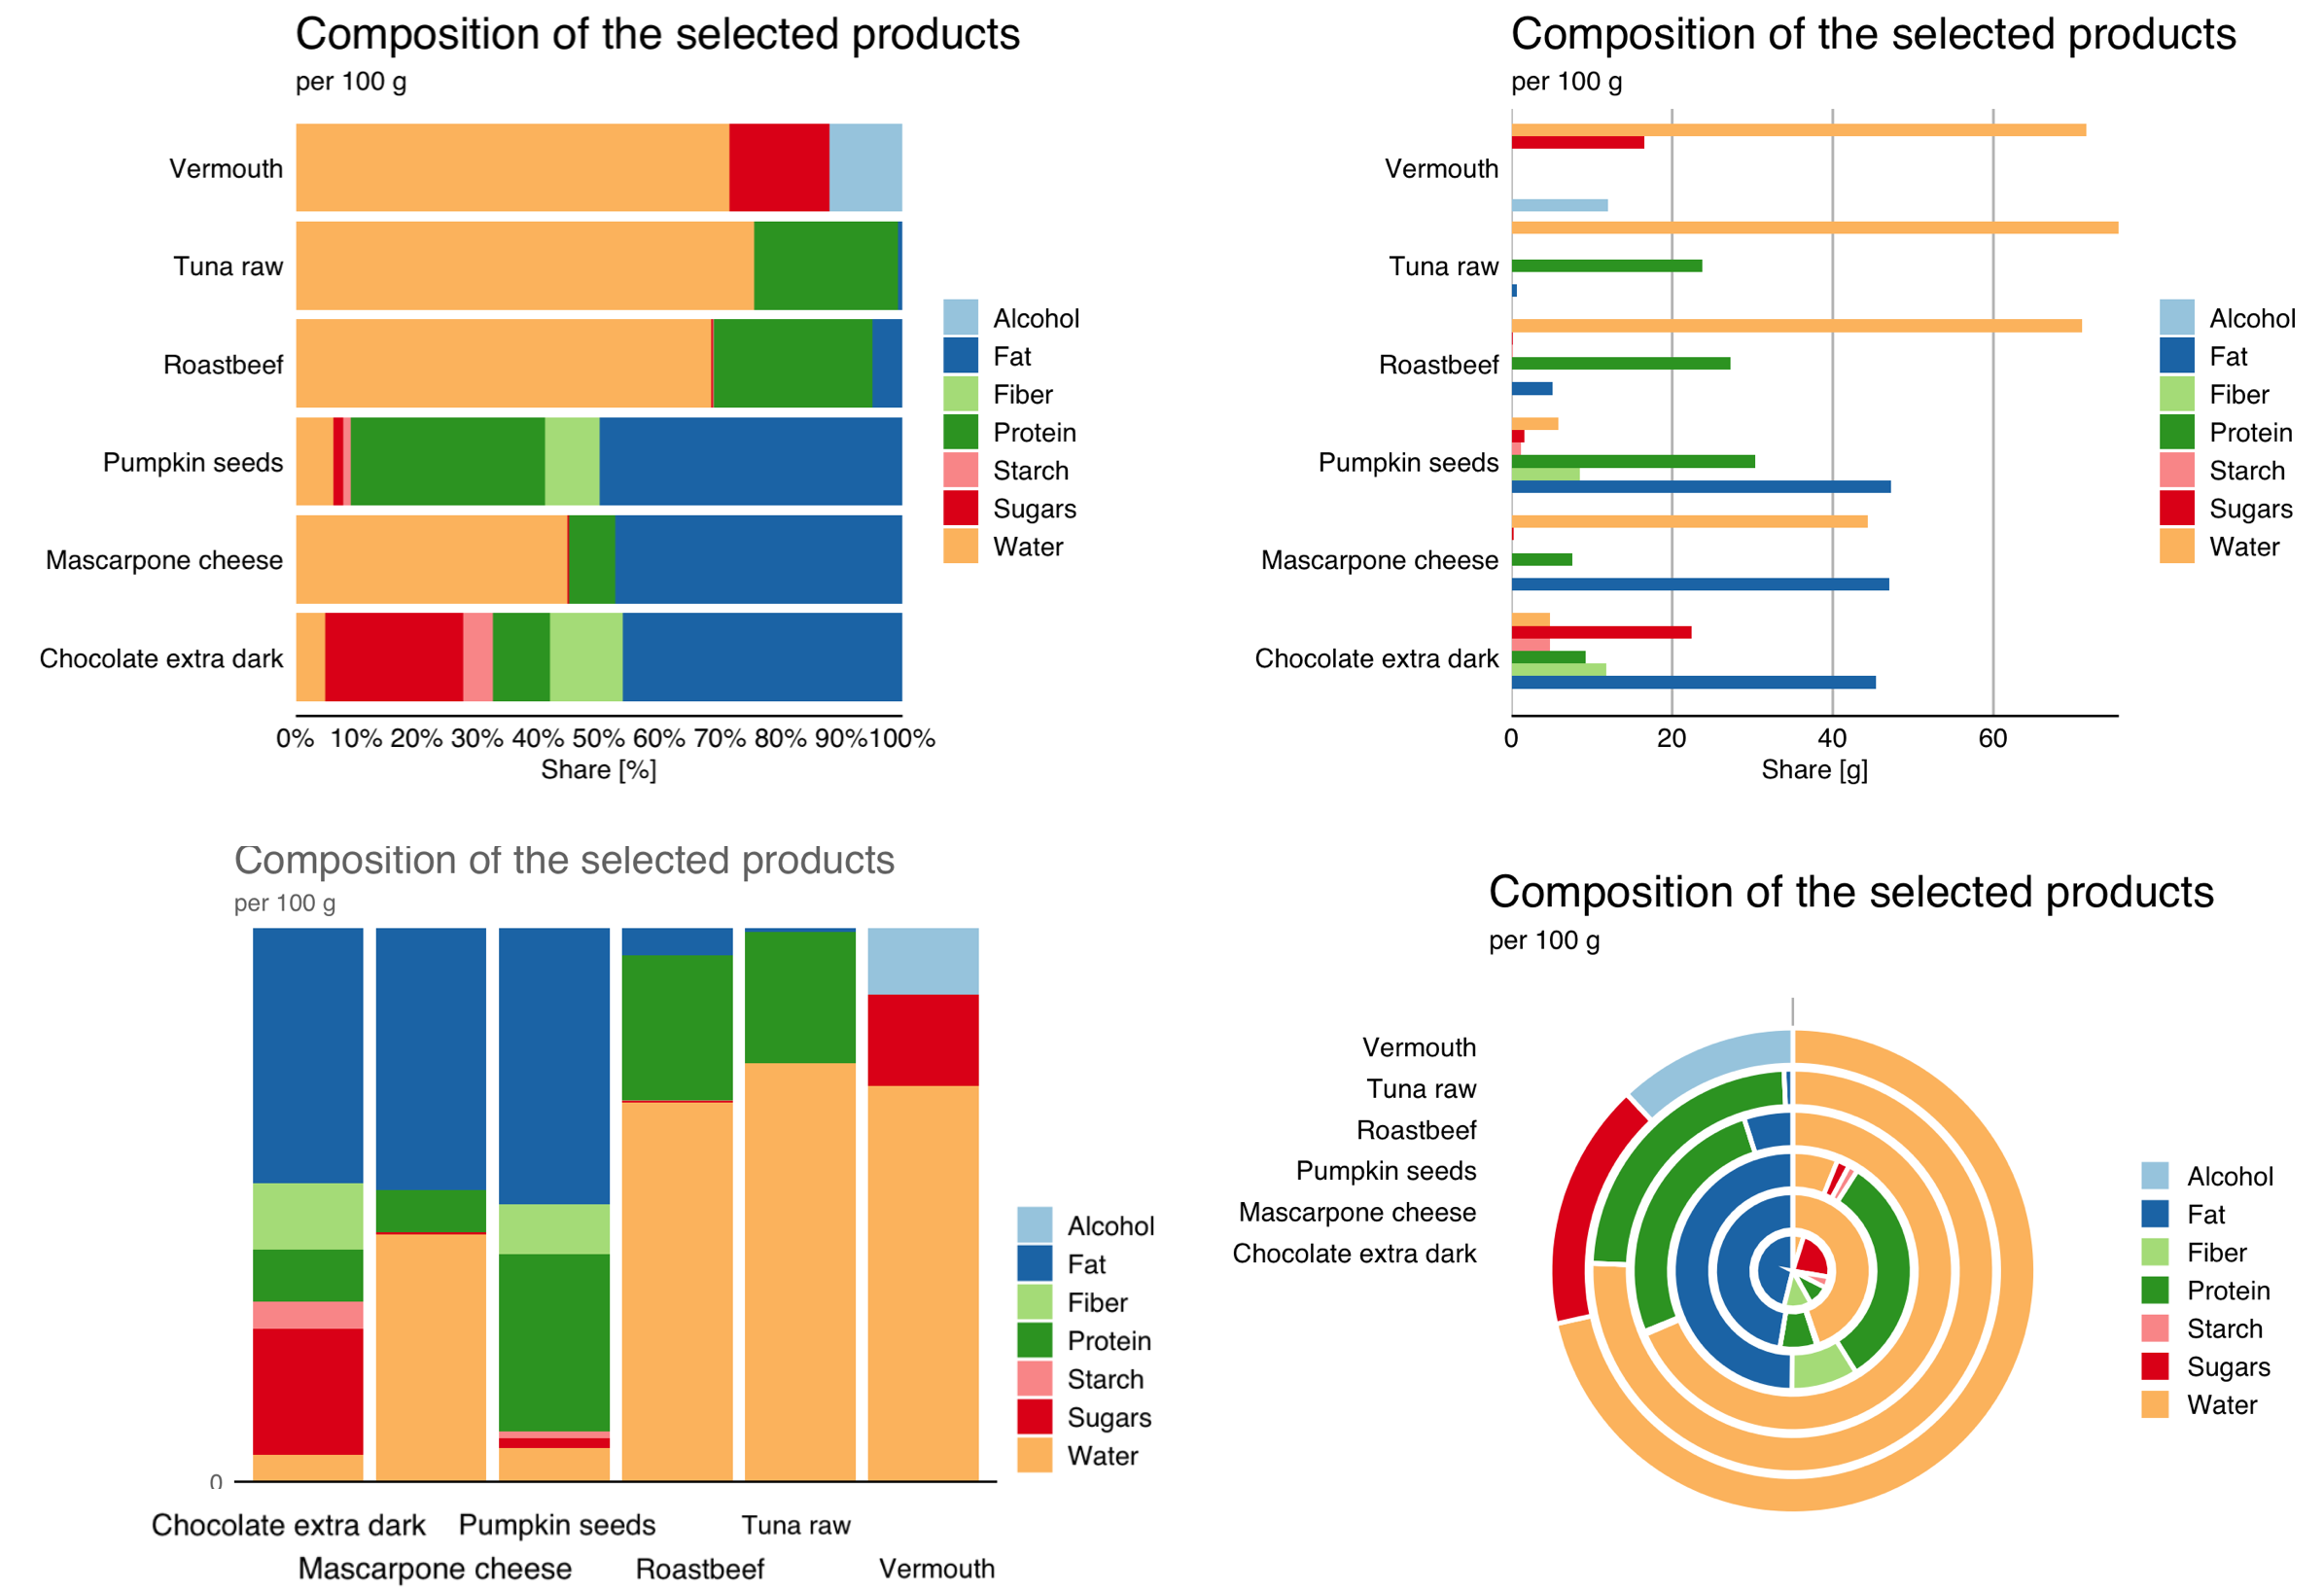 Composition of the selected products
per 100 g
Vermouth
Tuna raw
Roastbeef
Pumpkin seeds
Mascarpone cheese
Chocolate extra dark
0% 10% 20% 30% 40% 50% 60% 70% 80% 90% 100%
Share [%]
Alcohol
Fat
Fiber
Protein
Starch
Sugars
Water
Composition of the selected products
per 100 g
Vermouth
Tuna raw
Roastbeef
Pumpkin seeds
Mascarpone cheese
Chocolate extra dark
0 20 40 60
Share [g]
Alcohol
Fat
Fiber
Protein
Starch
Sugars
Water
Composition of the selected products
per 100 g
0
Chocolate extra dark Pumpkin seeds Tuna raw
Mascarpone cheese Roastbeef Vermouth
Alcohol
Fat
Fiber
Protein
Starch
Sugars
Water
Composition of the selected products
per 100 g
Vermouth
Tuna raw
Roastbeef
Pumpkin seeds
Mascarpone cheese
Chocolate extra dark
Alcohol
Fat
Fiber
Protein
Starch
Sugars
Water